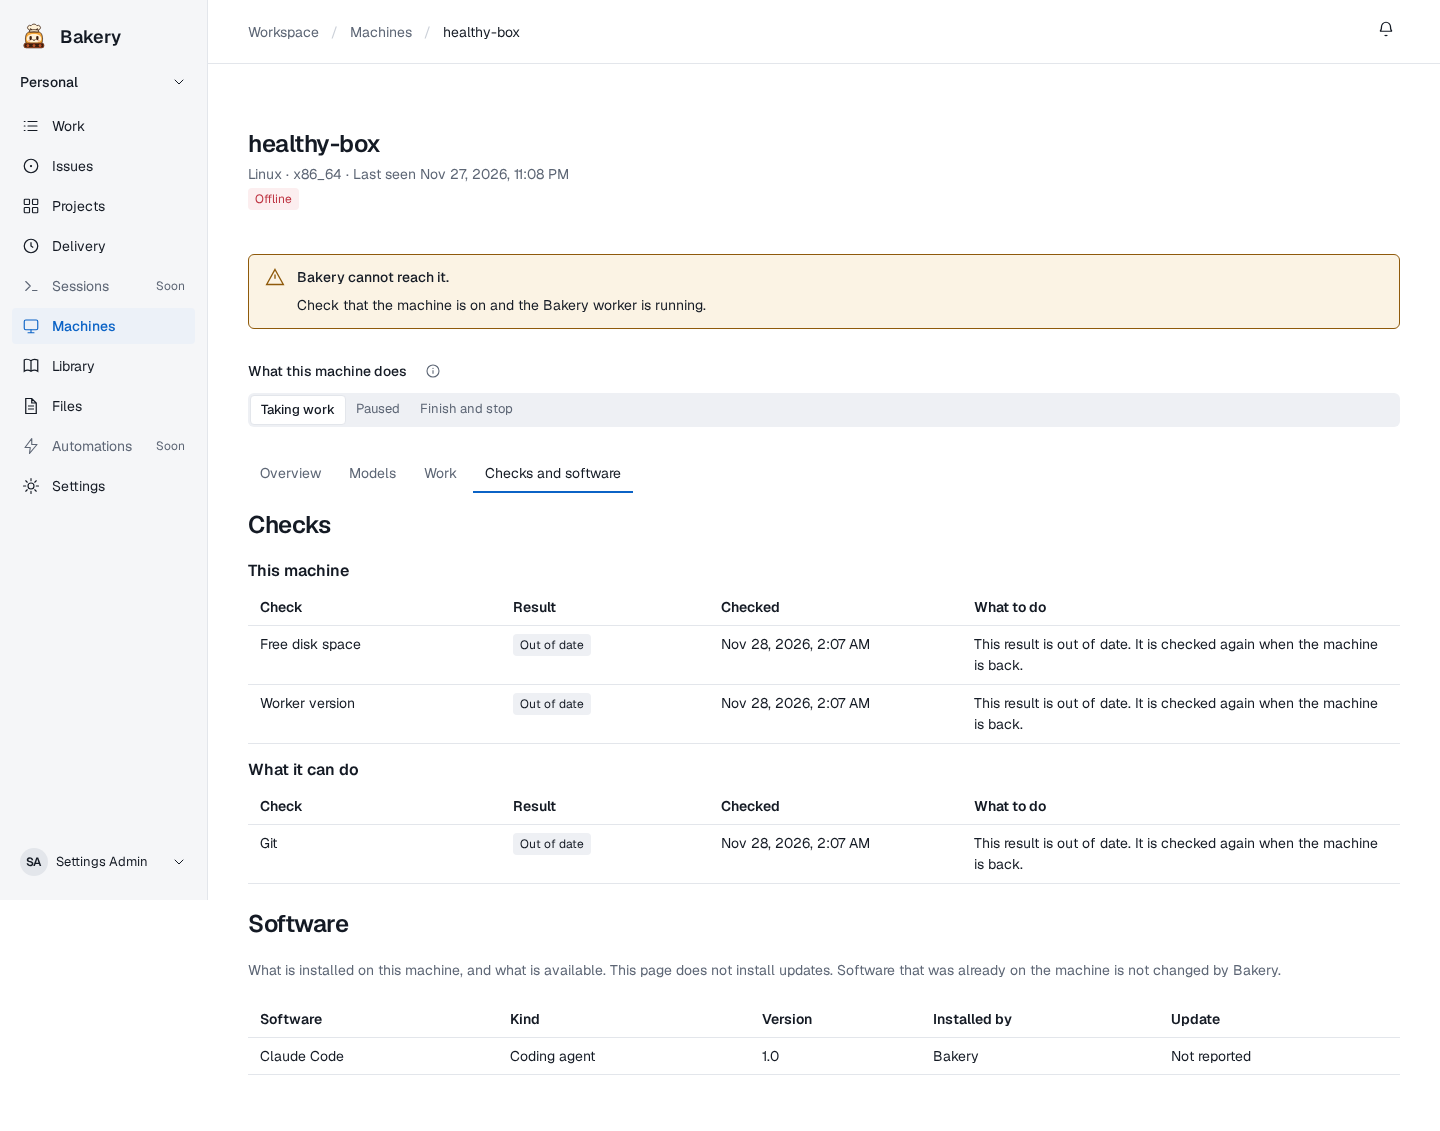 Bakery
Personal
Work
Issues
Projects
Delivery
Sessions Soon
Machines
Library
Files
Automations Soon
Settings
SA Settings Admin
Workspace / Machines / healthy-box
healthy-box
Linux · x86_64 · Last seen Nov 27, 2026, 11:08 PM
Offline
Bakery cannot reach it.
Check that the machine is on and the Bakery worker is running.
What this machine does
Taking work Paused Finish and stop
Overview Models Work Checks and software
Checks
This machine
Check Result Checked What to do
Free disk space Out of date Nov 28, 2026, 2:07 AM This result is out of date. It is checked again when the machine
is back.
Worker version Out of date Nov 28, 2026, 2:07 AM This result is out of date. It is checked again when the machine
is back.
What it can do
Check Result Checked What to do
Git Out of date Nov 28, 2026, 2:07 AM This result is out of date. It is checked again when the machine
is back.
Software
What is installed on this machine, and what is available. This page does not install updates. Software that was already on the machine is not changed by Bakery.
Software Kind Version Installed by Update
Claude Code Coding agent 1.0 Bakery Not reported